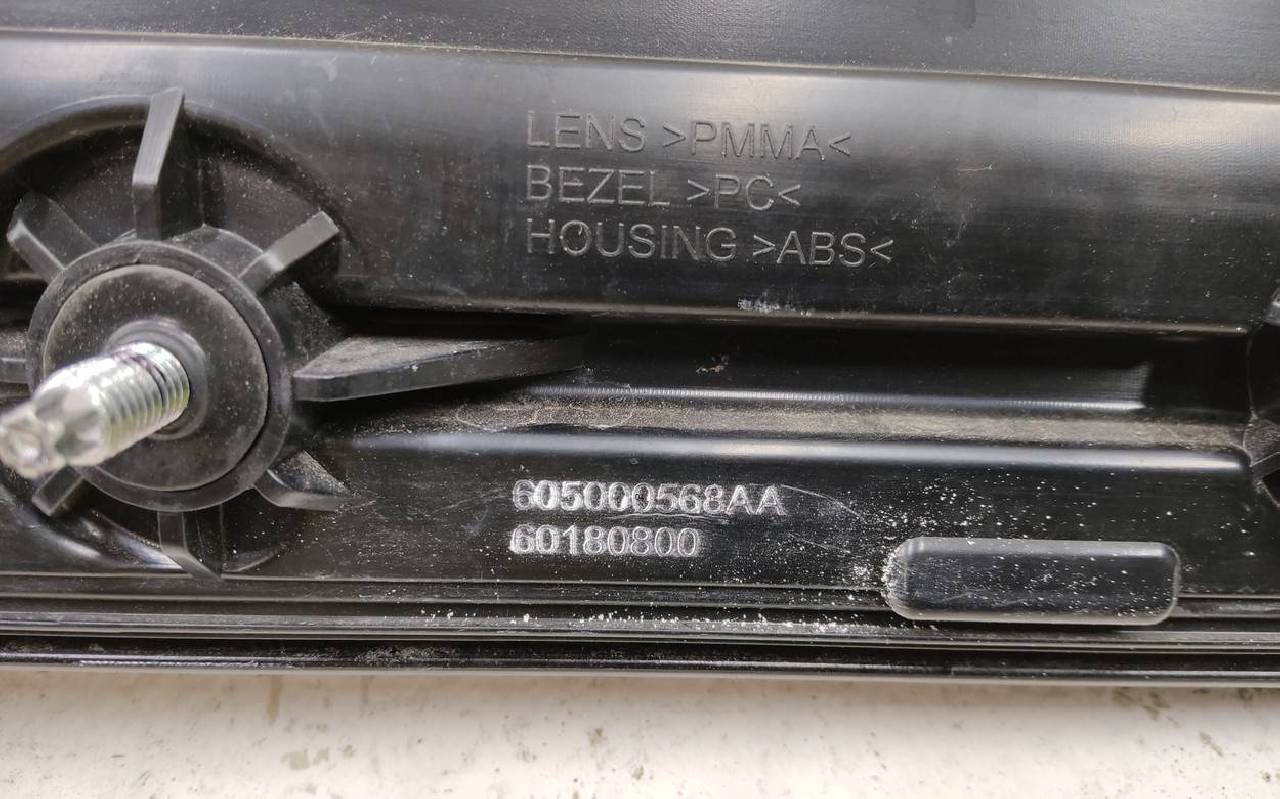 LENS >PMMA<
BEZEL >PC<
HOUSING >ABS<
605000568AA
60180800